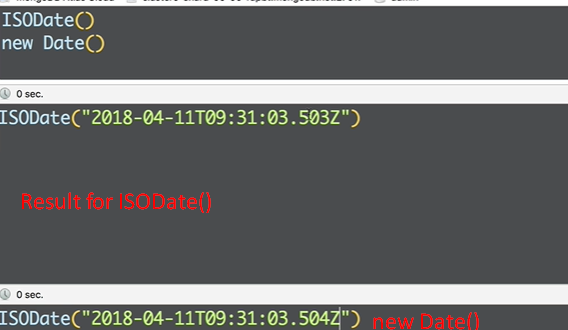 ISODate()
new Date()
0 sec.
ISODate("2018-04-11T09:31:03.503Z")
Result for ISODate()
0 sec.
ISODate("2018-04-11T09:31:03.504Z") new Date()